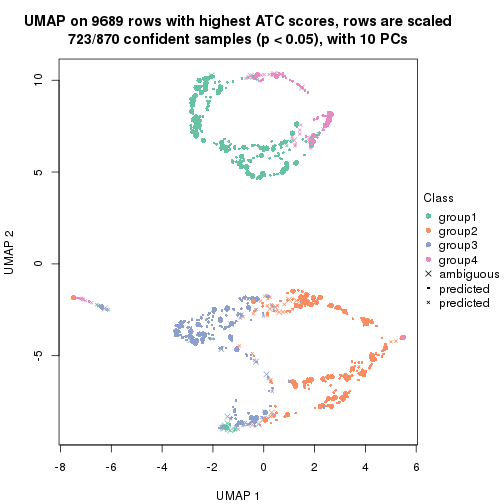 UMAP on 9689 rows with highest ATC scores, rows are scaled
723/870 confident samples (p < 0.05), with 10 PCs
UMAP 2
10
5
0
-5
-8
-6
-4
-2
0
2
4
6
UMAP 1
Class
group1
group2
group3
group4
ambiguous
predicted
predicted